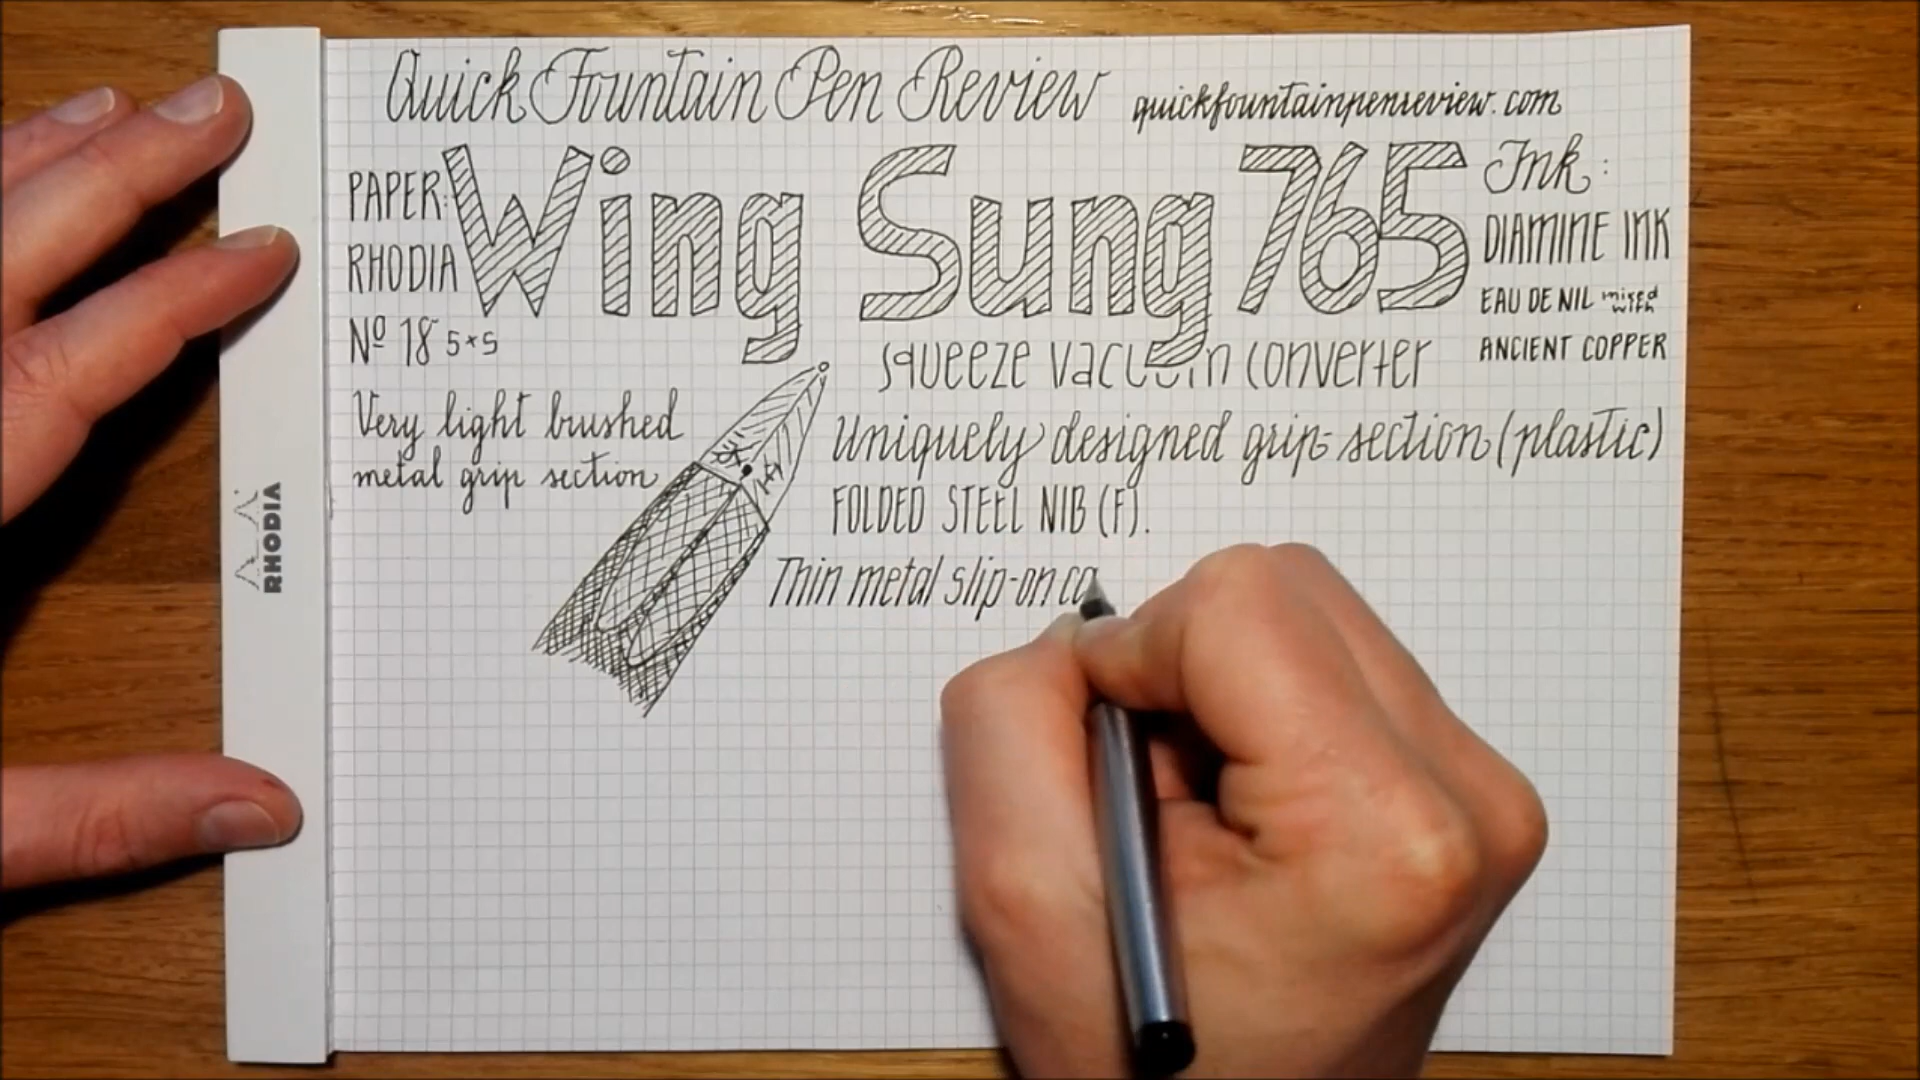 Quick Fountain Pen Review
quickfountainpenreview.com
PAPER:
RHODIA
Nº 18 5×5
Wing Sung 765
Ink:
DIAMINE INK
EAU DE NIL mixed with
ANCIENT COPPER
squeeze vacuum converter
Very light brushed
metal grip section
Uniquely designed grip section (plastic)
FOLDED STEEL NIB (F).
Thin metal slip-on ca
RHODIA